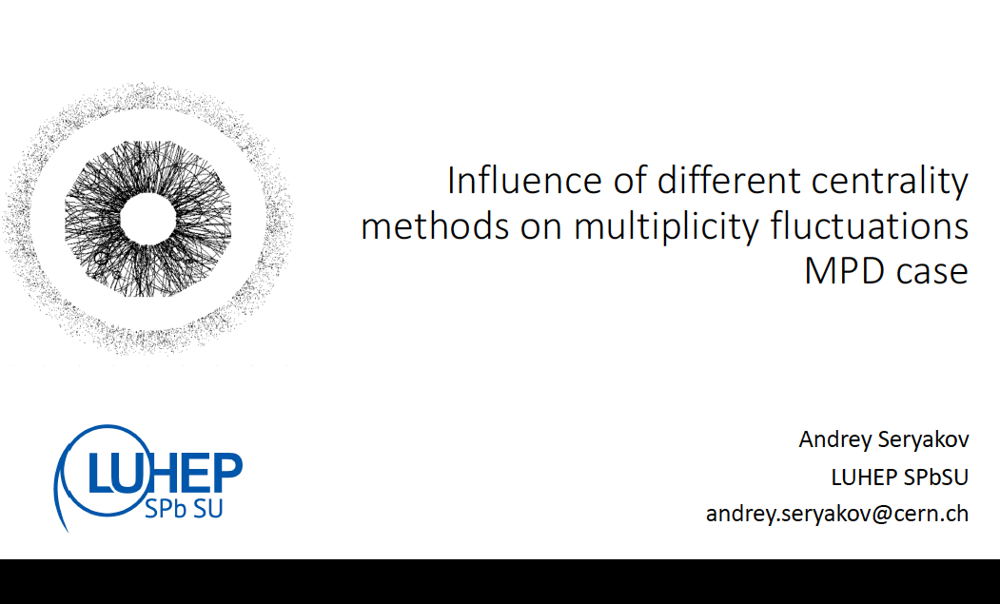 Influence of different centrality
methods on multiplicity fluctuations
MPD case
LUHEP
SPb SU
Andrey Seryakov
LUHEP SPbSU
andrey.seryakov@cern.ch